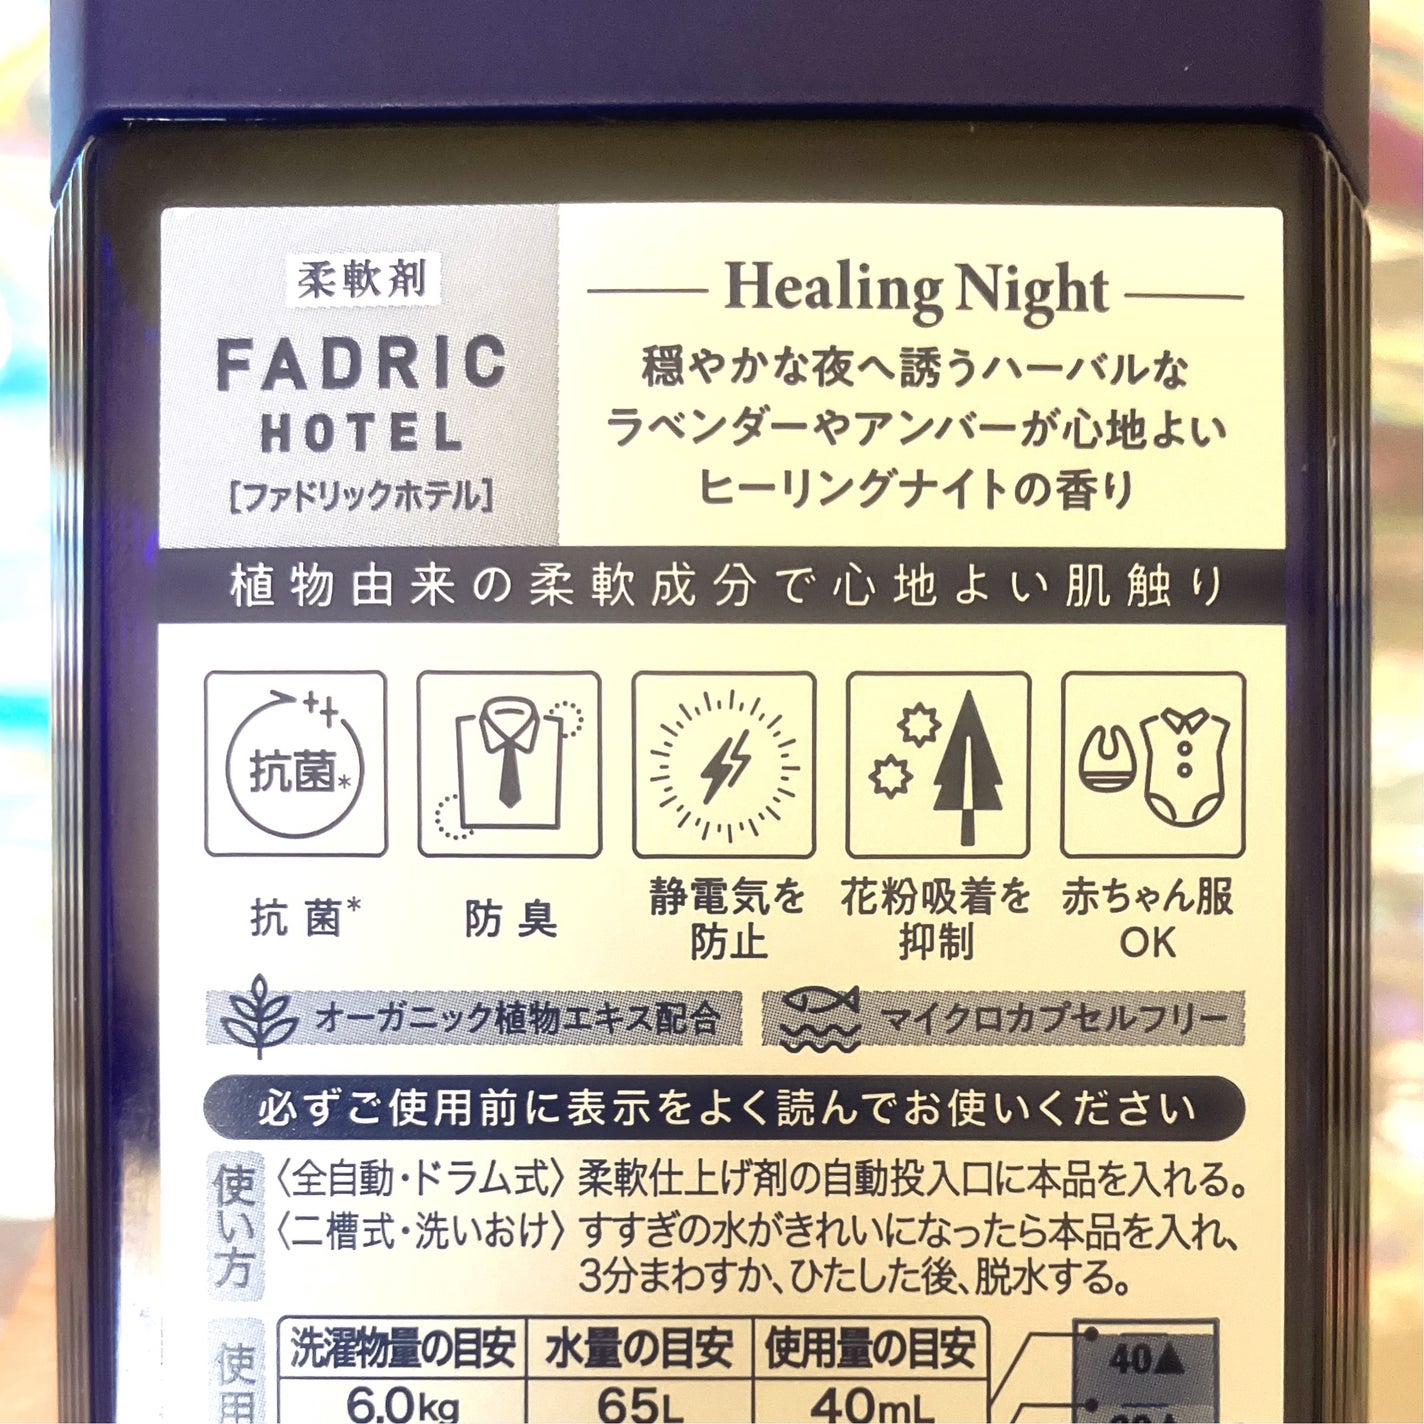 柔軟剤
FADRIC
HOTEL
[ファドリックホテル]
Healing Night
穏やかな夜へ誘うハーバルな
ラベンダーやアンバーが心地よい
ヒーリングナイトの香り
植物由来の柔軟成分で心地よい肌触り
抗菌*
抗菌*
防臭
静電気を
防止
花粉吸着を
抑制
赤ちゃん服
OK
オーガニック植物エキス配合
マイクロカプセルフリー
必ずご使用前に表示をよく読んでお使いください
使い方
〈全自動・ドラム式〉柔軟仕上げ剤の自動投入口に本品を入れる。
〈二槽式・洗いおけ〉すすぎの水がきれいになったら本品を入れ、
3分まわすか、ひたした後、脱水する。
使用
洗濯物量の目安 水量の目安 使用量の目安
40▲
6.0kg 65L 40mL